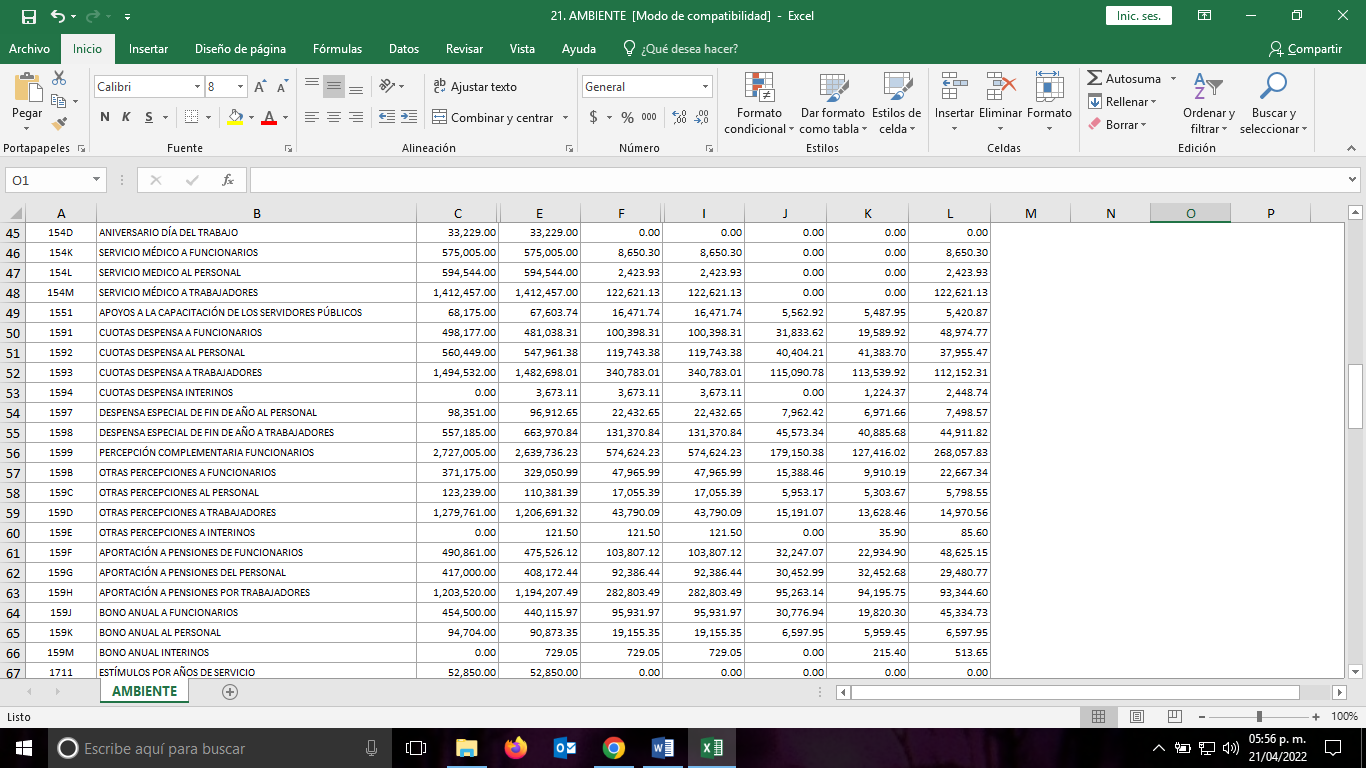 21. AMBIENTE [Modo de compatibilidad] - Excel
Inic. ses.
Archivo Inicio Insertar Diseño de página Fórmulas Datos Revisar Vista Ayuda ¿Qué desea hacer? Compartir
Calibri 8 A A ab Ajustar texto General Autosuma
Pegar N K S A Combinar y centrar $ % 000 Formato condicional Dar formato como tabla Estilos de celda Insertar Eliminar Formato Rellenar Borrar Ordenar y filtrar Buscar y seleccionar
Portapapeles Fuente Alineación Número Estilos Celdas Edición
O1 fx
A B C E F I J K L M N O P
45 154D ANIVERSARIO DÍA DEL TRABAJO 33,229.00 33,229.00 0.00 0.00 0.00 0.00 0.00
46 154K SERVICIO MÉDICO A FUNCIONARIOS 575,005.00 575,005.00 8,650.30 8,650.30 0.00 0.00 8,650.30
47 154L SERVICIO MEDICO AL PERSONAL 594,544.00 594,544.00 2,423.93 2,423.93 0.00 0.00 2,423.93
48 154M SERVICIO MÉDICO A TRABAJADORES 1,412,457.00 1,412,457.00 122,621.13 122,621.13 0.00 0.00 122,621.13
49 1551 APOYOS A LA CAPACITACIÓN DE LOS SERVIDORES PÚBLICOS 68,175.00 67,603.74 16,471.74 16,471.74 5,562.92 5,487.95 5,420.87
50 1591 CUOTAS DESPENSA A FUNCIONARIOS 498,177.00 481,038.31 100,398.31 100,398.31 31,833.62 19,589.92 48,974.77
51 1592 CUOTAS DESPENSA AL PERSONAL 560,449.00 547,961.38 119,743.38 119,743.38 40,404.21 41,383.70 37,955.47
52 1593 CUOTAS DESPENSA A TRABAJADORES 1,494,532.00 1,482,698.01 340,783.01 340,783.01 115,090.78 113,539.92 112,152.31
53 1594 CUOTAS DESPENSA INTERINOS 0.00 3,673.11 3,673.11 3,673.11 0.00 1,224.37 2,448.74
54 1597 DESPENSA ESPECIAL DE FIN DE AÑO AL PERSONAL 98,351.00 96,912.65 22,432.65 22,432.65 7,962.42 6,971.66 7,498.57
55 1598 DESPENSA ESPECIAL DE FIN DE AÑO A TRABAJADORES 557,185.00 663,970.84 131,370.84 131,370.84 45,573.34 40,885.68 44,911.82
56 1599 PERCEPCIÓN COMPLEMENTARIA FUNCIONARIOS 2,727,005.00 2,639,736.23 574,624.23 574,624.23 179,150.38 127,416.02 268,057.83
57 159B OTRAS PERCEPCIONES A FUNCIONARIOS 371,175.00 329,050.99 47,965.99 47,965.99 15,388.46 9,910.19 22,667.34
58 159C OTRAS PERCEPCIONES AL PERSONAL 123,239.00 110,381.39 17,055.39 17,055.39 5,953.17 5,303.67 5,798.55
59 159D OTRAS PERCEPCIONES A TRABAJADORES 1,279,761.00 1,206,691.32 43,790.09 43,790.09 15,191.07 13,628.46 14,970.56
60 159E OTRAS PERCEPCIONES A INTERINOS 0.00 121.50 121.50 121.50 0.00 35.90 85.60
61 159F APORTACIÓN A PENSIONES DE FUNCIONARIOS 490,861.00 475,526.12 103,807.12 103,807.12 32,247.07 22,934.90 48,625.15
62 159G APORTACIÓN A PENSIONES DEL PERSONAL 417,000.00 408,172.44 92,386.44 92,386.44 30,452.99 32,452.68 29,480.77
63 159H APORTACIÓN A PENSIONES POR TRABAJADORES 1,203,520.00 1,194,207.49 282,803.49 282,803.49 95,263.14 94,195.75 93,344.60
64 159J BONO ANUAL A FUNCIONARIOS 454,500.00 440,115.97 95,931.97 95,931.97 30,776.94 19,820.30 45,334.73
65 159K BONO ANUAL AL PERSONAL 94,704.00 90,873.35 19,155.35 19,155.35 6,597.95 5,959.45 6,597.95
66 159M BONO ANUAL INTERINOS 0.00 729.05 729.05 729.05 0.00 215.40 513.65
67 1711 ESTÍMULOS POR AÑOS DE SERVICIO 52,850.00 52,850.00 0.00 0.00 0.00 0.00 0.00
AMBIENTE
Listo 100%
Escribe aquí para buscar
05:56 p. m.
21/04/2022